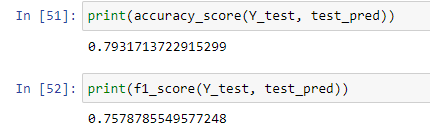 In [51]: print(accuracy_score(Y_test, test_pred))
0.7931713722915299
In [52]: print(f1_score(Y_test, test_pred))
0.7578785549577248